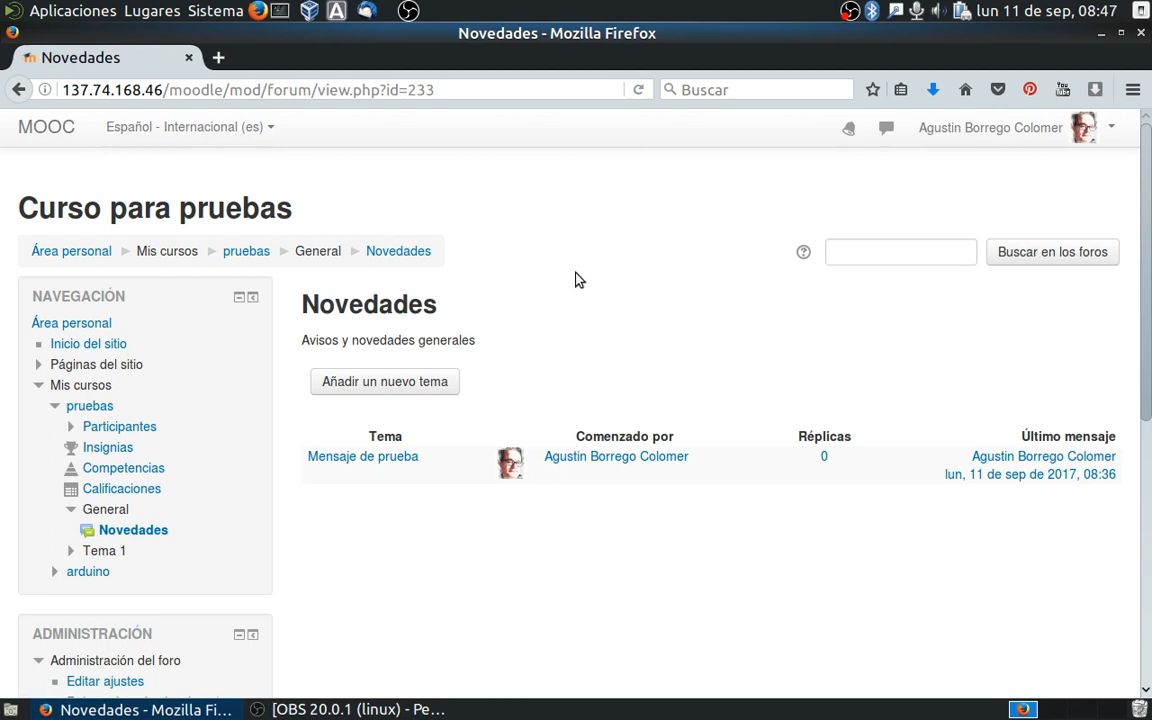 Aplicaciones Lugares Sistema lun 11 de sep, 08:47
Novedades - Mozilla Firefox
Novedades
137.74.168.46/moodle/mod/forum/view.php?id=233 Buscar
MOOC Español - Internacional (es) Agustin Borrego Colomer
Curso para pruebas
Área personal Mis cursos pruebas General Novedades Buscar en los foros
NAVEGACIÓN
Área personal
Inicio del sitio
Páginas del sitio
Mis cursos
pruebas
Participantes
Insignias
Competencias
Calificaciones
General
Novedades
Tema 1
arduino
ADMINISTRACIÓN
Administración del foro
Editar ajustes
Novedades
Avisos y novedades generales
Añadir un nuevo tema
Tema Comenzado por Réplicas Último mensaje
Mensaje de prueba Agustin Borrego Colomer 0 Agustin Borrego Colomer
lun, 11 de sep de 2017, 08:36
Novedades - Mozilla Fi... [OBS 20.0.1 (linux) - Pe...